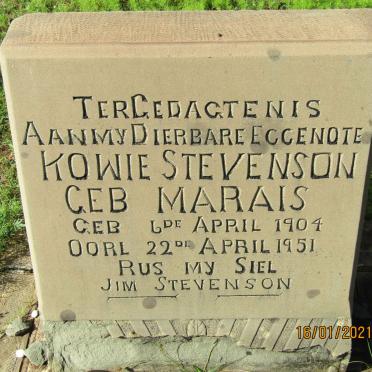 TER GEDAGTENIS
AAN MY DIERBARE EGGENOTE
KOWIE STEVENSON
GEB MARAIS
GEB 6DE APRIL 1904
OORL 22DE APRIL 1951
RUS MY SIEL
JIM STEVENSON
16/01/2021